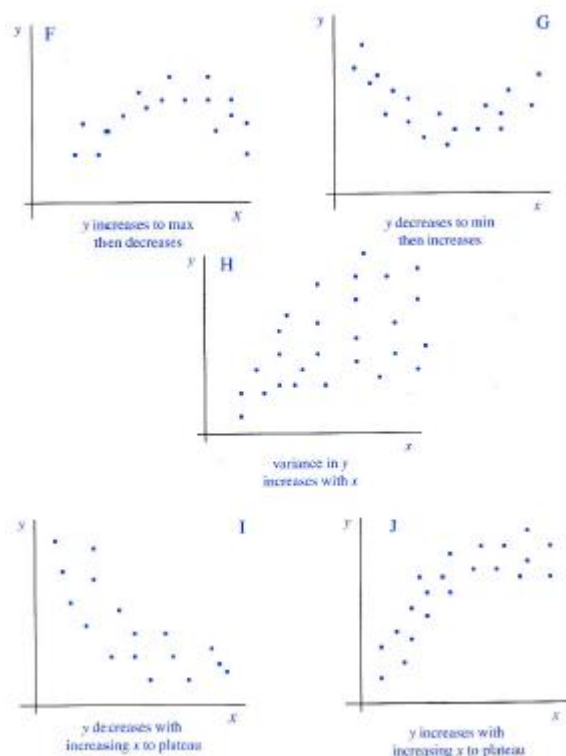 y F
X
y increases to max
then decreases
y G
x
y decreases to min
then increases
y H
x
variance in y
increases with x
y I
x
y decreases with
increasing x to plateau
y J
x
y increases with
increasing x to plateau